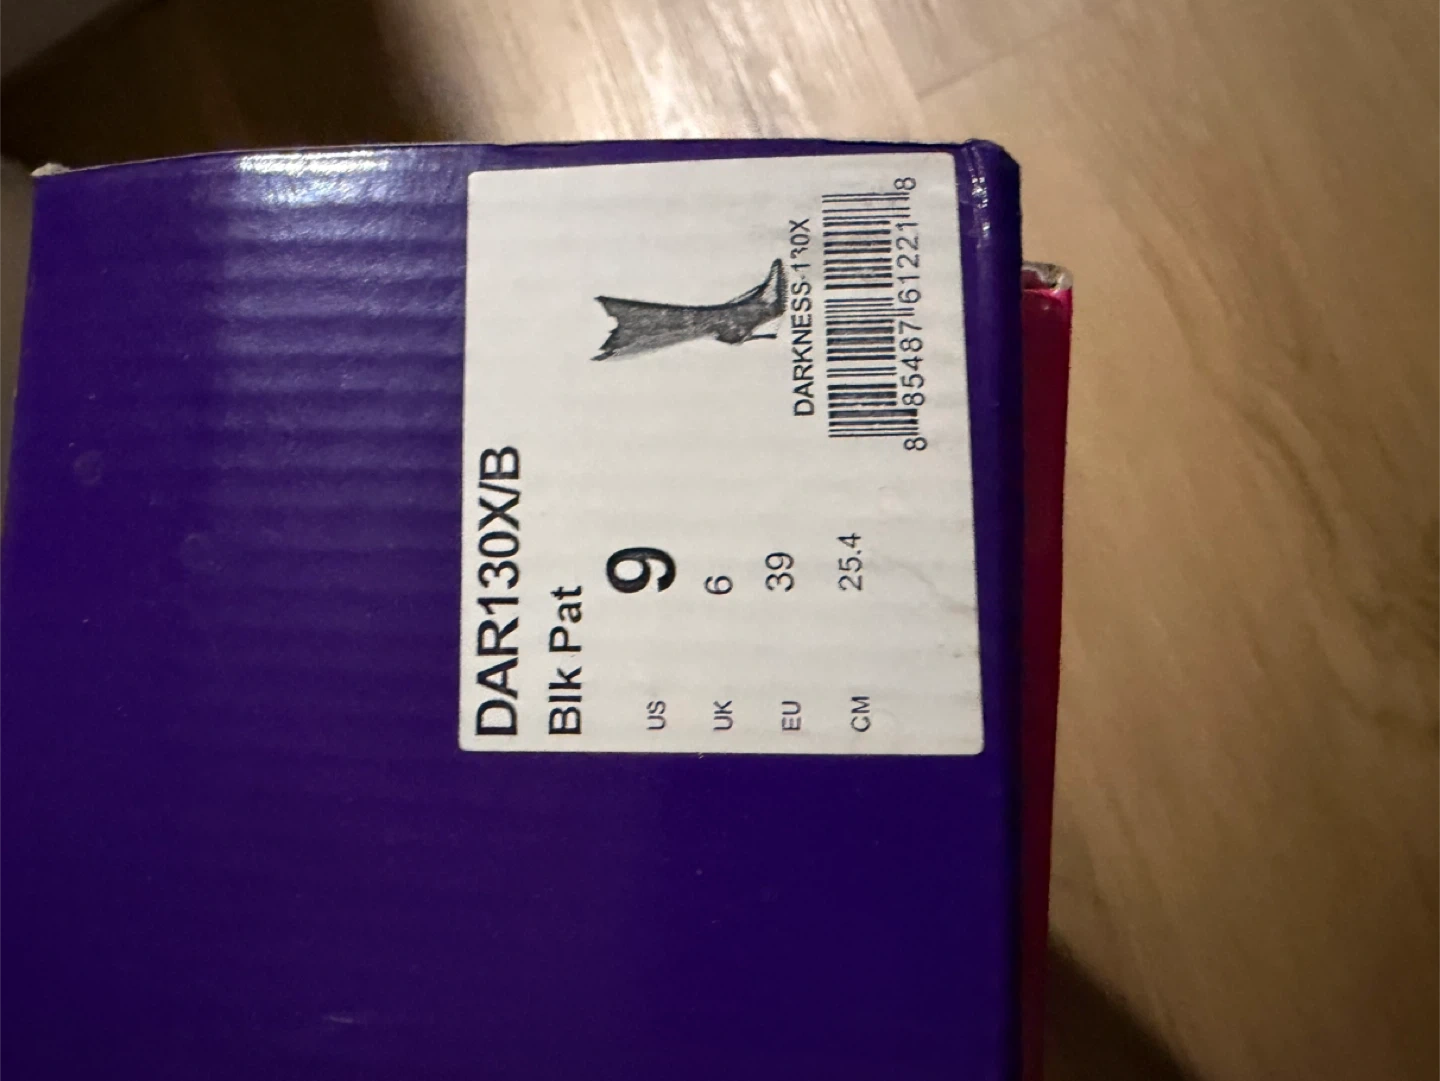 DAR130X/B
Blk Pat
US 9
UK 6
EU 39
CM 25.4
DARKNESS-130X
8 85487 61221 8